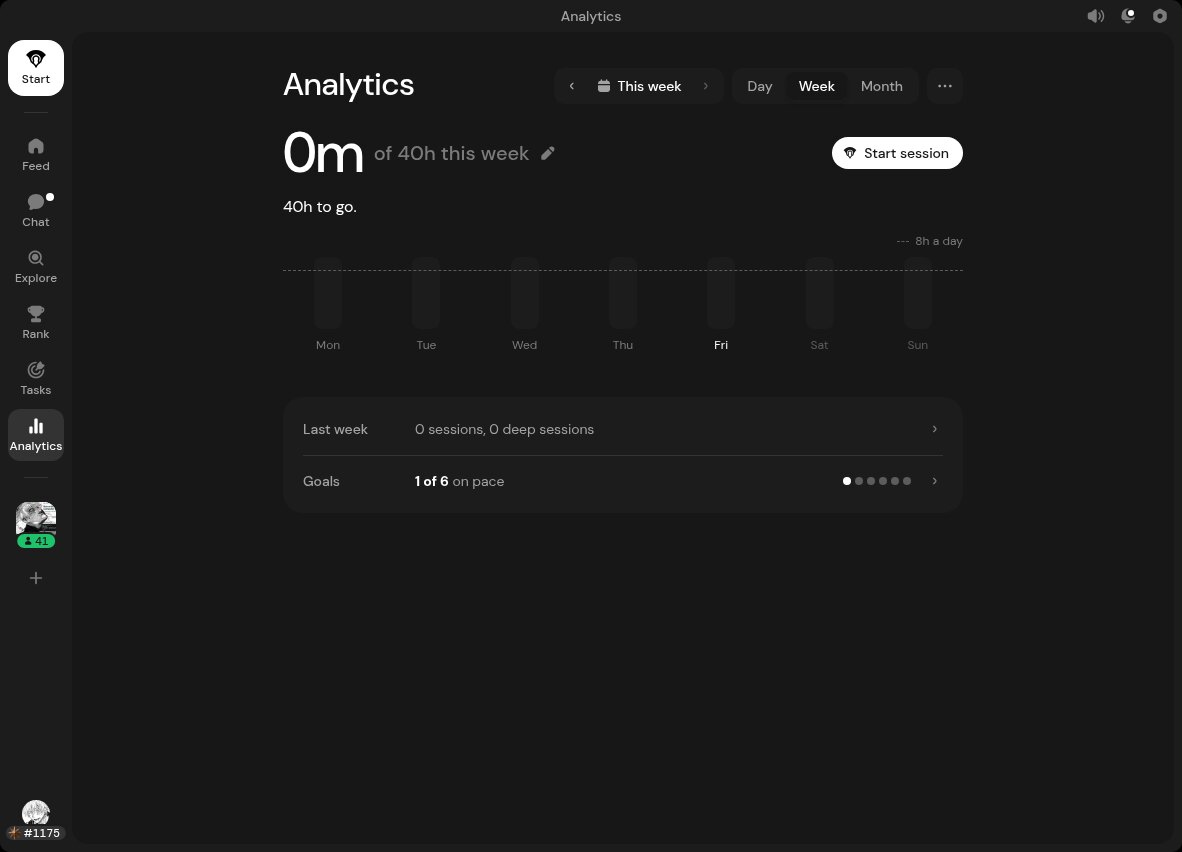 Analytics
Start
Feed
Chat
Explore
Rank
Tasks
Analytics
41
#1175
Analytics
This week
Day Week Month
0m of 40h this week
Start session
40h to go.
8h a day
Mon Tue Wed Thu Fri Sat Sun
Last week 0 sessions, 0 deep sessions
Goals 1 of 6 on pace